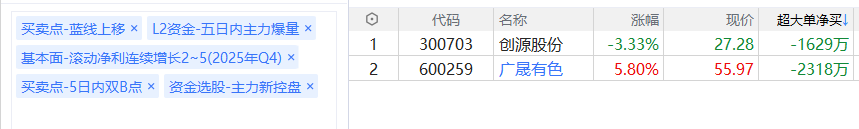 买卖点-蓝线上移 × L2资金-五日内主力爆量 ×
基本面-滚动净利连续增长2~5(2025年Q4) ×
买卖点-5日内双B点 × 资金选股-主力新控盘 ×
代码 名称 涨幅 现价 超大单净买↓
1 300703 创源股份 -3.33% 27.28 -1629万
2 600259 广晟有色 5.80% 55.97 -2318万